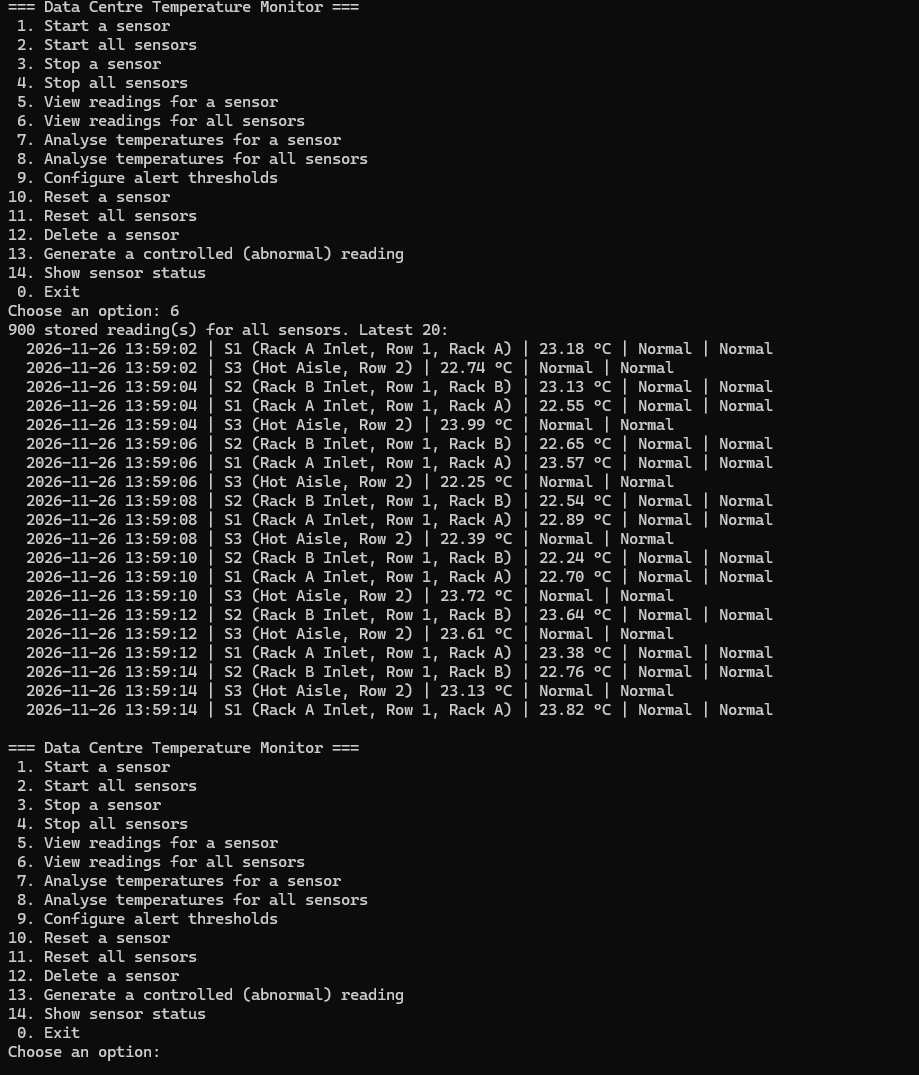 === Data Centre Temperature Monitor ===
 1. Start a sensor
 2. Start all sensors
 3. Stop a sensor
 4. Stop all sensors
 5. View readings for a sensor
 6. View readings for all sensors
 7. Analyse temperatures for a sensor
 8. Analyse temperatures for all sensors
 9. Configure alert thresholds
10. Reset a sensor
11. Reset all sensors
12. Delete a sensor
13. Generate a controlled (abnormal) reading
14. Show sensor status
 0. Exit
Choose an option: 6
900 stored reading(s) for all sensors. Latest 20:
  2026-11-26 13:59:02 | S1 (Rack A Inlet, Row 1, Rack A) | 23.18 °C | Normal | Normal
  2026-11-26 13:59:02 | S3 (Hot Aisle, Row 2) | 22.74 °C | Normal | Normal
  2026-11-26 13:59:04 | S2 (Rack B Inlet, Row 1, Rack B) | 23.13 °C | Normal | Normal
  2026-11-26 13:59:04 | S1 (Rack A Inlet, Row 1, Rack A) | 22.55 °C | Normal | Normal
  2026-11-26 13:59:04 | S3 (Hot Aisle, Row 2) | 23.99 °C | Normal | Normal
  2026-11-26 13:59:06 | S2 (Rack B Inlet, Row 1, Rack B) | 22.65 °C | Normal | Normal
  2026-11-26 13:59:06 | S1 (Rack A Inlet, Row 1, Rack A) | 23.57 °C | Normal | Normal
  2026-11-26 13:59:06 | S3 (Hot Aisle, Row 2) | 22.25 °C | Normal | Normal
  2026-11-26 13:59:08 | S2 (Rack B Inlet, Row 1, Rack B) | 22.54 °C | Normal | Normal
  2026-11-26 13:59:08 | S1 (Rack A Inlet, Row 1, Rack A) | 22.89 °C | Normal | Normal
  2026-11-26 13:59:08 | S3 (Hot Aisle, Row 2) | 22.39 °C | Normal | Normal
  2026-11-26 13:59:10 | S2 (Rack B Inlet, Row 1, Rack B) | 22.24 °C | Normal | Normal
  2026-11-26 13:59:10 | S1 (Rack A Inlet, Row 1, Rack A) | 22.70 °C | Normal | Normal
  2026-11-26 13:59:10 | S3 (Hot Aisle, Row 2) | 23.72 °C | Normal | Normal
  2026-11-26 13:59:12 | S2 (Rack B Inlet, Row 1, Rack B) | 23.64 °C | Normal | Normal
  2026-11-26 13:59:12 | S3 (Hot Aisle, Row 2) | 23.61 °C | Normal | Normal
  2026-11-26 13:59:12 | S1 (Rack A Inlet, Row 1, Rack A) | 23.38 °C | Normal | Normal
  2026-11-26 13:59:14 | S2 (Rack B Inlet, Row 1, Rack B) | 22.76 °C | Normal | Normal
  2026-11-26 13:59:14 | S3 (Hot Aisle, Row 2) | 23.13 °C | Normal | Normal
  2026-11-26 13:59:14 | S1 (Rack A Inlet, Row 1, Rack A) | 23.82 °C | Normal | Normal

=== Data Centre Temperature Monitor ===
 1. Start a sensor
 2. Start all sensors
 3. Stop a sensor
 4. Stop all sensors
 5. View readings for a sensor
 6. View readings for all sensors
 7. Analyse temperatures for a sensor
 8. Analyse temperatures for all sensors
 9. Configure alert thresholds
10. Reset a sensor
11. Reset all sensors
12. Delete a sensor
13. Generate a controlled (abnormal) reading
14. Show sensor status
 0. Exit
Choose an option: